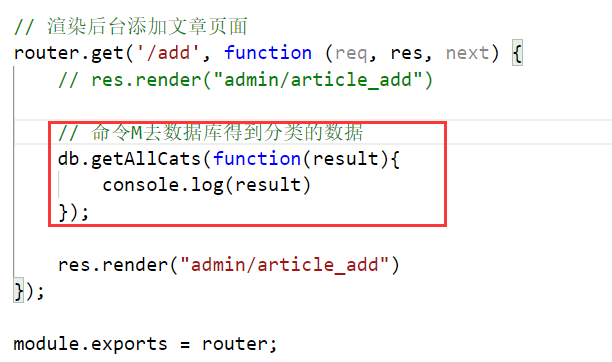 // 渲染后台添加文章页面
router.get('/add', function (req, res, next) {
    // res.render("admin/article_add")
    // 命令M去数据库得到分类的数据
    db.getAllCats(function(result){
        console.log(result)
    });
    res.render("admin/article_add")
});
module.exports = router;